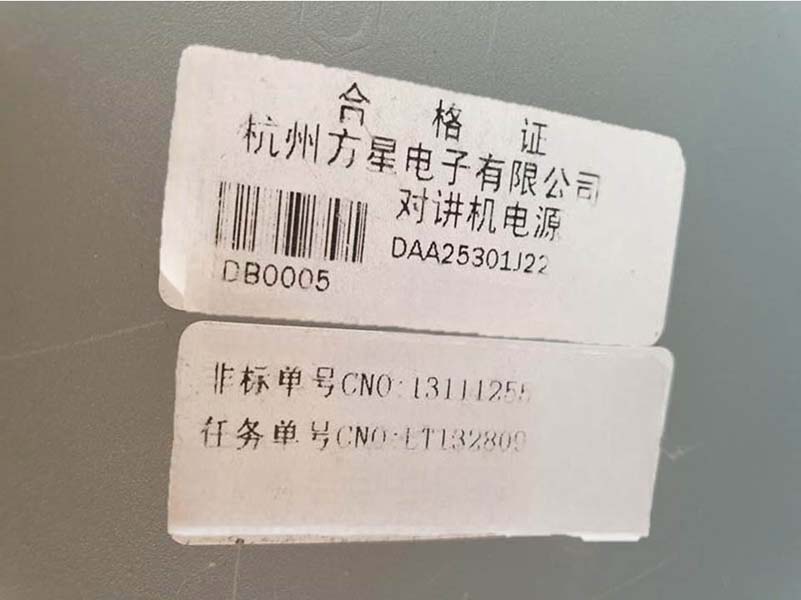 合格证
杭州方星电子有限公司
对讲机电源
DAA25301J22
DB0005
非标单号CNO:13111255
任务单号CNO:LT132809